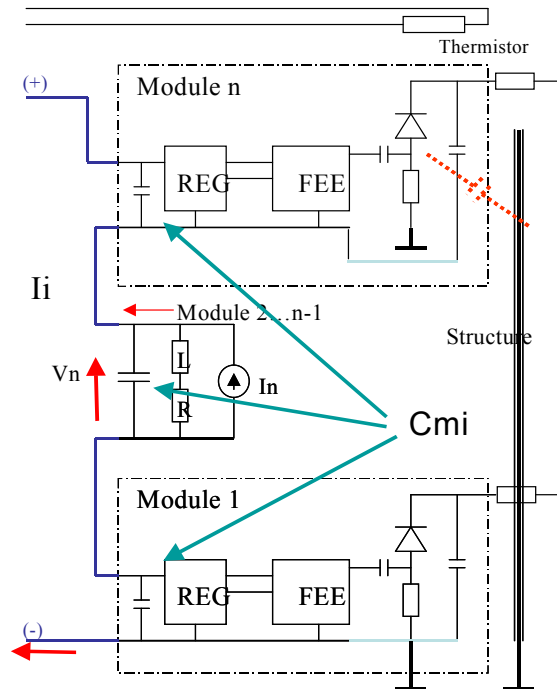 Thermistor
(+)
Module n
REG
FEE
Ii
Module 2…n-1
Structure
Vn
L
In
R
Cmi
Module 1
REG
FEE
(-)